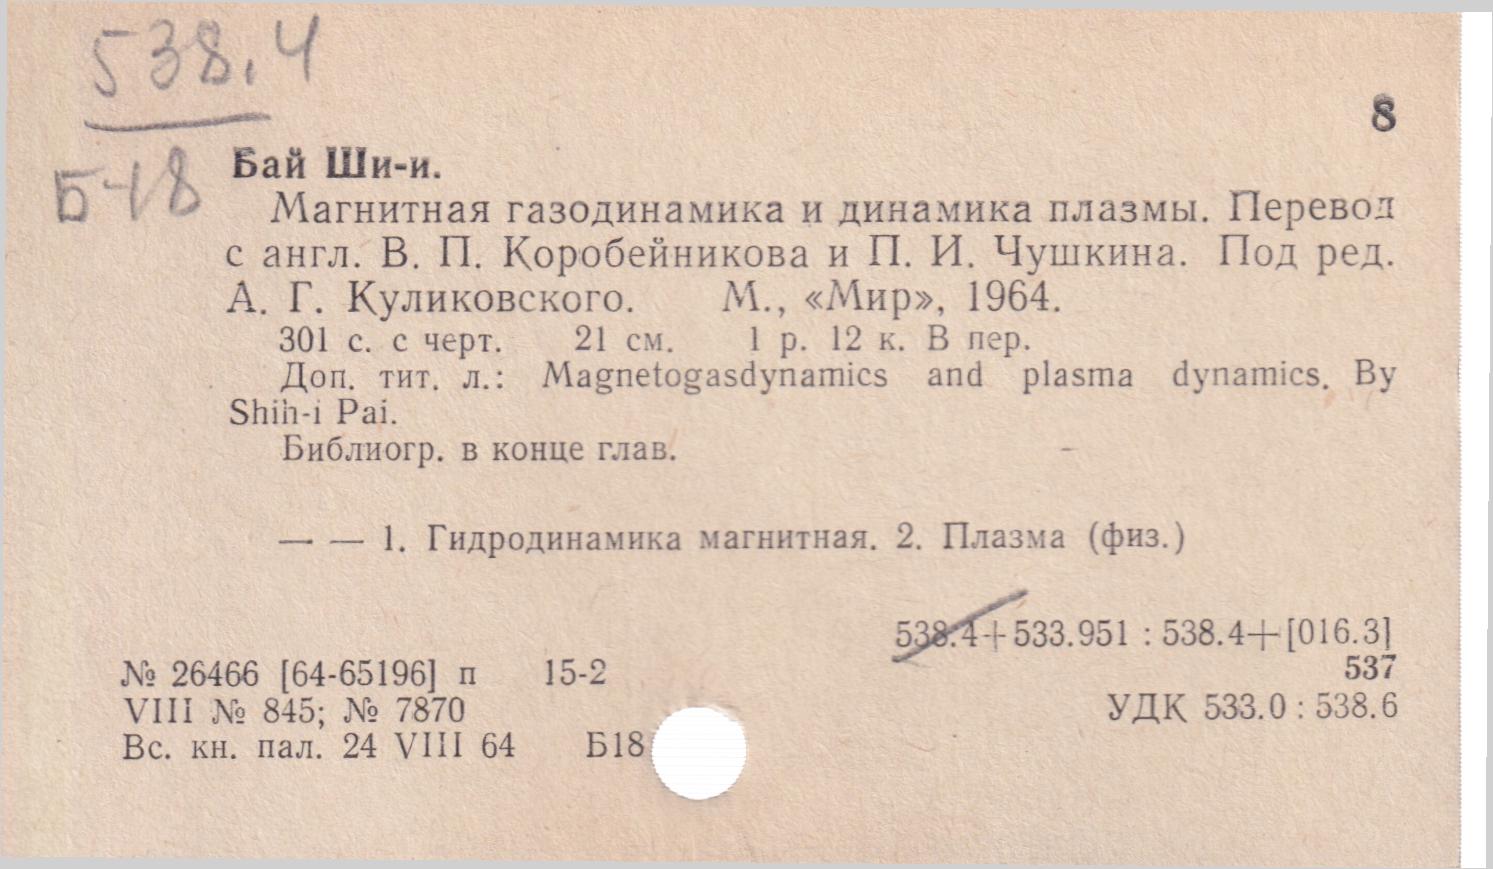 538.4
8
Б-18
Бай Ши-и.
Магнитная газодинамика и динамика плазмы. Перевод
с англ. В. П. Коробейникова и П. И. Чушкина. Под ред.
А. Г. Куликовского. М., «Мир», 1964.
301 с. с черт. 21 см. 1 р. 12 к. В пер.
Доп. тит. л.: Magnetogasdynamics and plasma dynamics. By
Shih-i Pai.
Библиогр. в конце глав.
— — 1. Гидродинамика магнитная. 2. Плазма (физ.)
538.4+533.951 : 538.4+[016.3]
№ 26466 [64-65196] п 15-2
537
VIII № 845; № 7870
УДК 533.0 : 538.6
Вс. кн. пал. 24 VIII 64 Б18